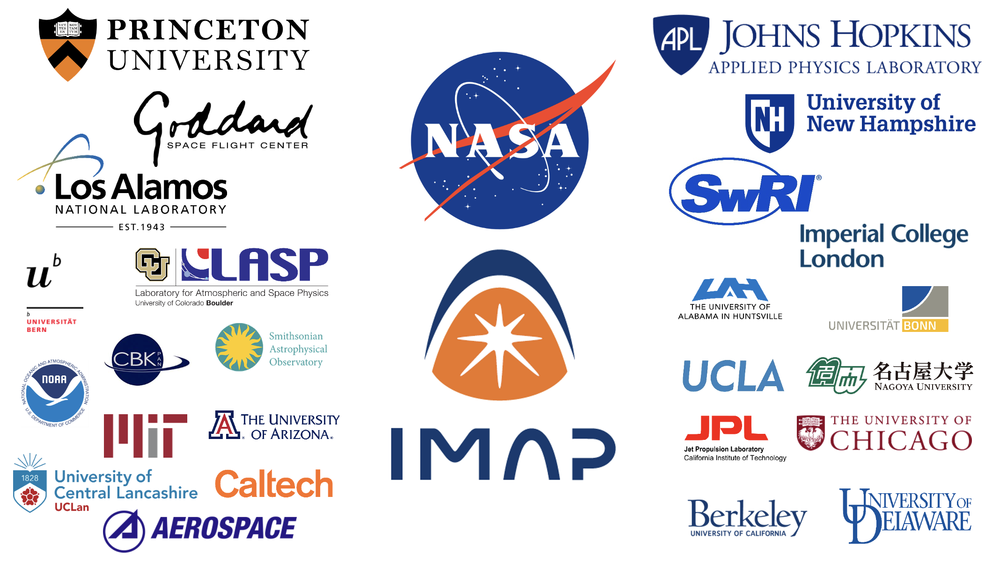 VET NOV
TES TAM
EN TVM
PRINCETON
UNIVERSITY
Goddard
SPACE FLIGHT CENTER
Los Alamos
NATIONAL LABORATORY
EST.1943
u b
b
UNIVERSITÄT
BERN
CU
LASP
Laboratory for Atmospheric and Space Physics
University of Colorado Boulder
CBK PAN
Smithsonian
Astrophysical
Observatory
NATIONAL OCEANIC AND ATMOSPHERIC ADMINISTRATION
NOAA
U.S. DEPARTMENT OF COMMERCE
MIT
A
THE UNIVERSITY
OF ARIZONA®
1828
University of
Central Lancashire
UCLan
Caltech
AEROSPACE
NASA
IMAP
APL
JOHNS HOPKINS
APPLIED PHYSICS LABORATORY
NH
University of
New Hampshire
SwRI®
Imperial College
London
UAH
THE UNIVERSITY OF
ALABAMA IN HUNTSVILLE
UNIVERSITÄT BONN
UCLA
名古屋大学
NAGOYA UNIVERSITY
JPL
Jet Propulsion Laboratory
California Institute of Technology
THE UNIVERSITY OF
CHICAGO
Berkeley
UNIVERSITY OF CALIFORNIA
UNIVERSITY OF
DELAWARE